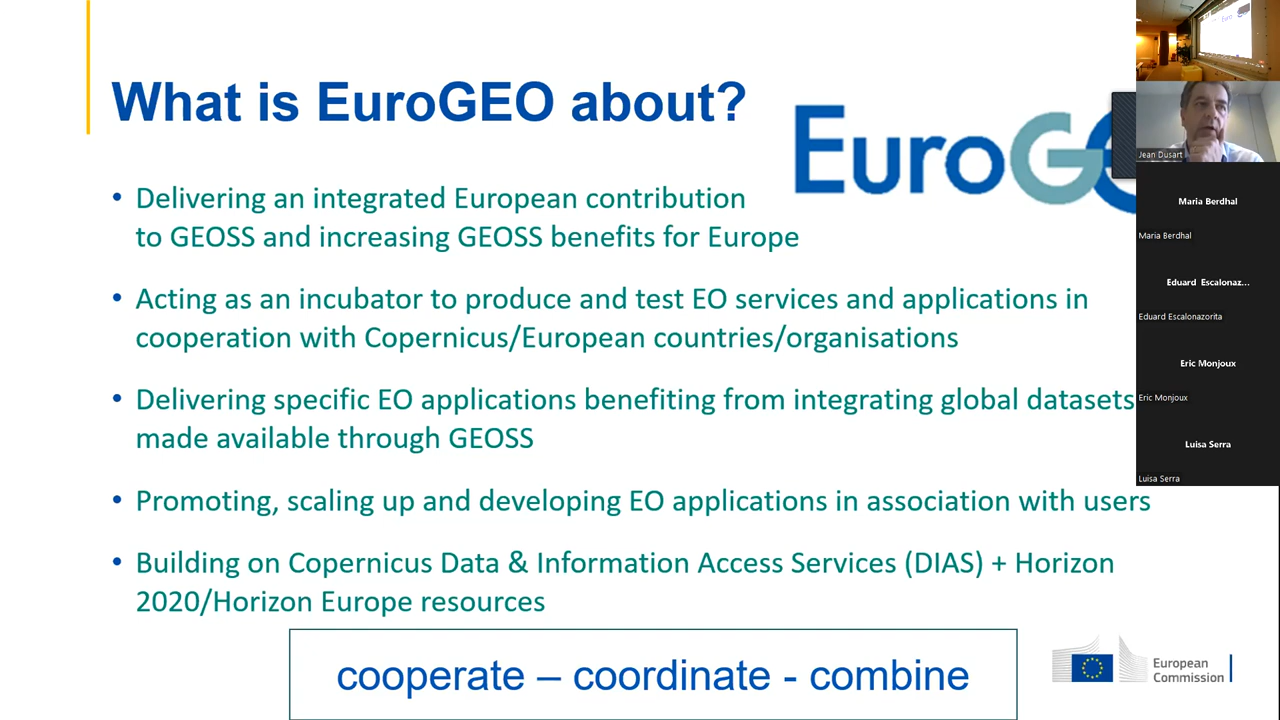 What is EuroGEO about?
EuroGE
• Delivering an integrated European contribution
to GEOSS and increasing GEOSS benefits for Europe
• Acting as an incubator to produce and test EO services and applications in
cooperation with Copernicus/European countries/organisations
• Delivering specific EO applications benefiting from integrating global datasets
made available through GEOSS
• Promoting, scaling up and developing EO applications in association with users
• Building on Copernicus Data & Information Access Services (DIAS) + Horizon
2020/Horizon Europe resources
cooperate – coordinate - combine
European
Commission
Jean Dusart
Maria Berdhal
Maria Berdhal
Eduard Escalonaz...
Eduard Escalonazorita
Eric Monjoux
Eric Monjoux
Luisa Serra
Luisa Serra